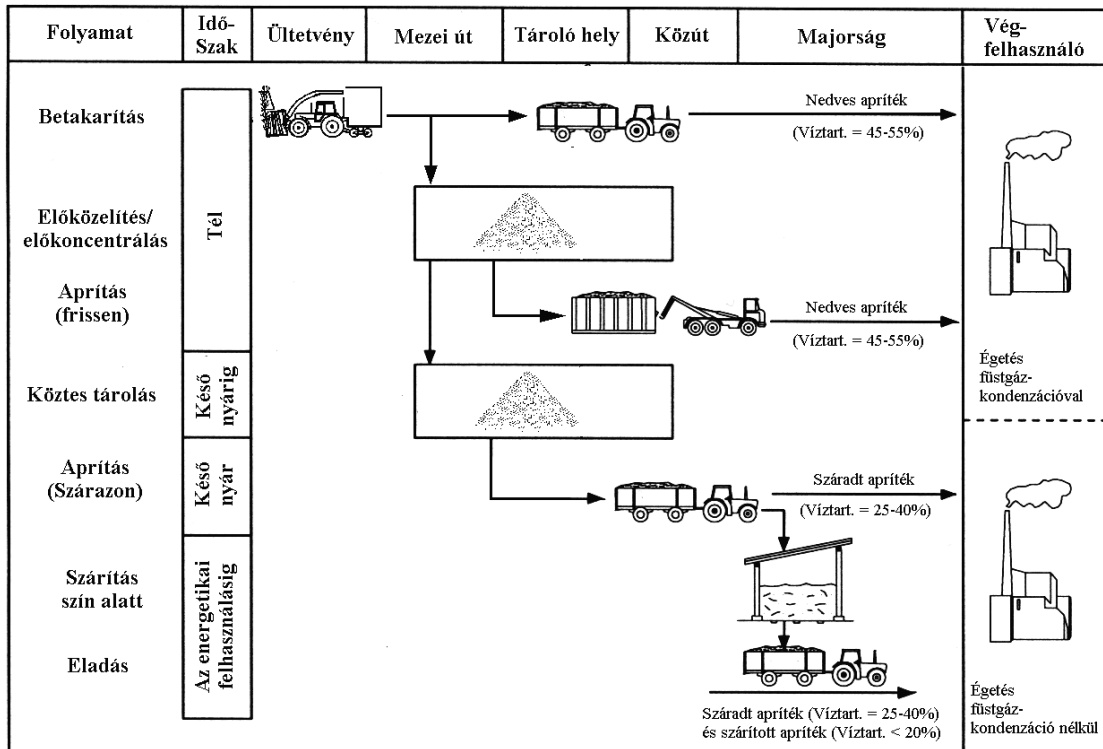 Folyamat
Idő-
Szak
Ültetvény
Mezei út
Tároló hely
Közút
Majorság
Vég-
felhasználó
Betakarítás
Tél
Nedves apríték
(Víztart. = 45-55%)
Előközelítés/
előkoncentrálás
Aprítás
(frissen)
Nedves apríték
(Víztart. = 45-55%)
Égetés
füstgáz-
kondenzációval
Köztes tárolás
Késő
nyárig
Aprítás
(Szárazon)
Késő
nyár
Száradt apríték
(Víztart. = 25-40%)
Szárítás
szín alatt
Az energetikai
felhasználásig
Eladás
Száradt apríték (Víztart. = 25-40%)
és szárított apríték (Víztart. < 20%)
Égetés
füstgáz-
kondenzáció nélkül